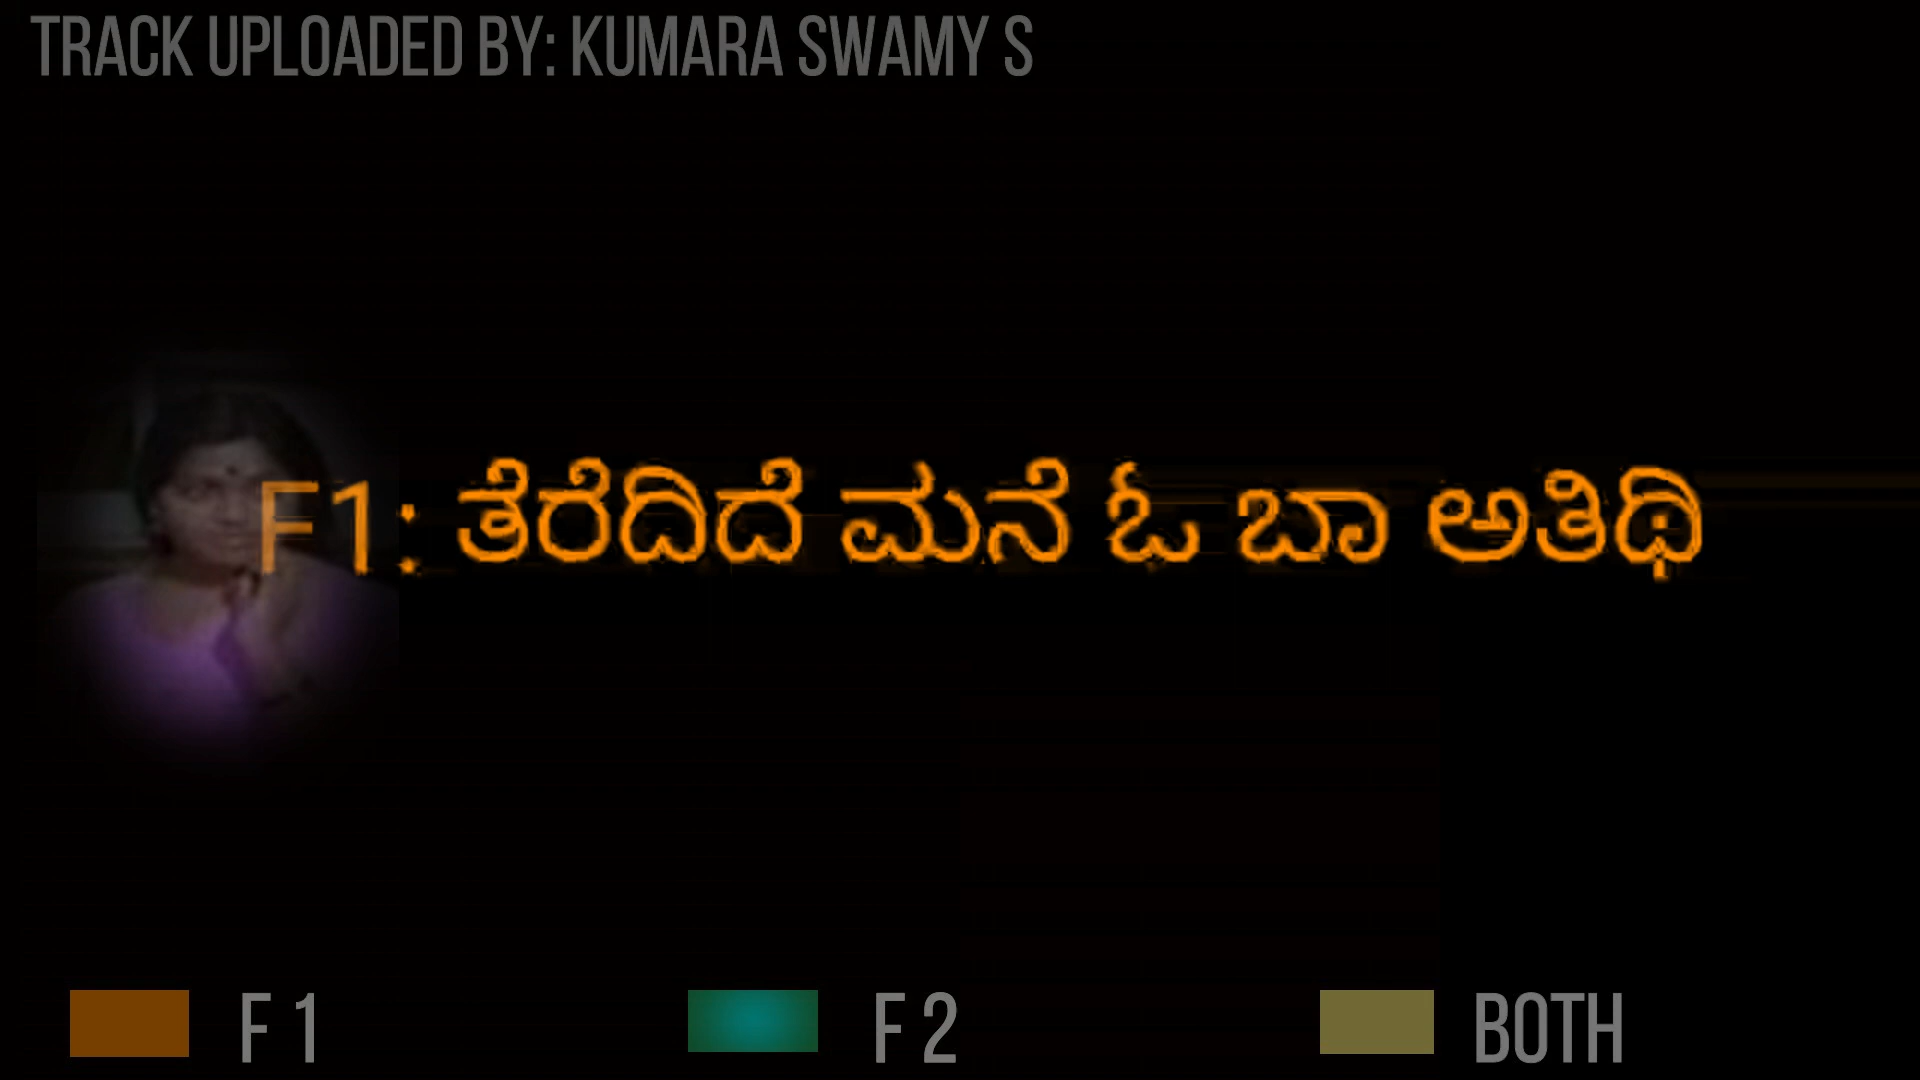 TRACK UPLOADED BY: KUMARA SWAMY S
F1: ತೆರೆದಿದೆ ಮನೆ ಓ ಬಾ ಅತಿಥಿ
F 1 F 2 BOTH